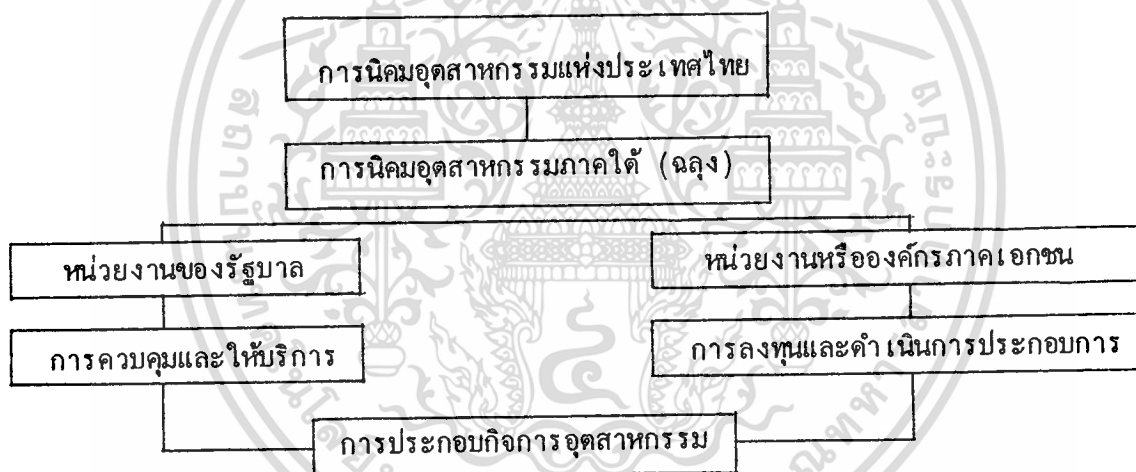 การนิคมอุตสาหกรรมแห่งประเทศไทย
การนิคมอุตสาหกรรมภาคใต้ (ฉลุง)
หน่วยงานของรัฐบาล
หน่วยงานหรือองค์กรภาคเอกชน
การควบคุมและให้บริการ
การลงทุนและดำเนินการประกอบการ
การประกอบกิจการอุตสาหกรรม